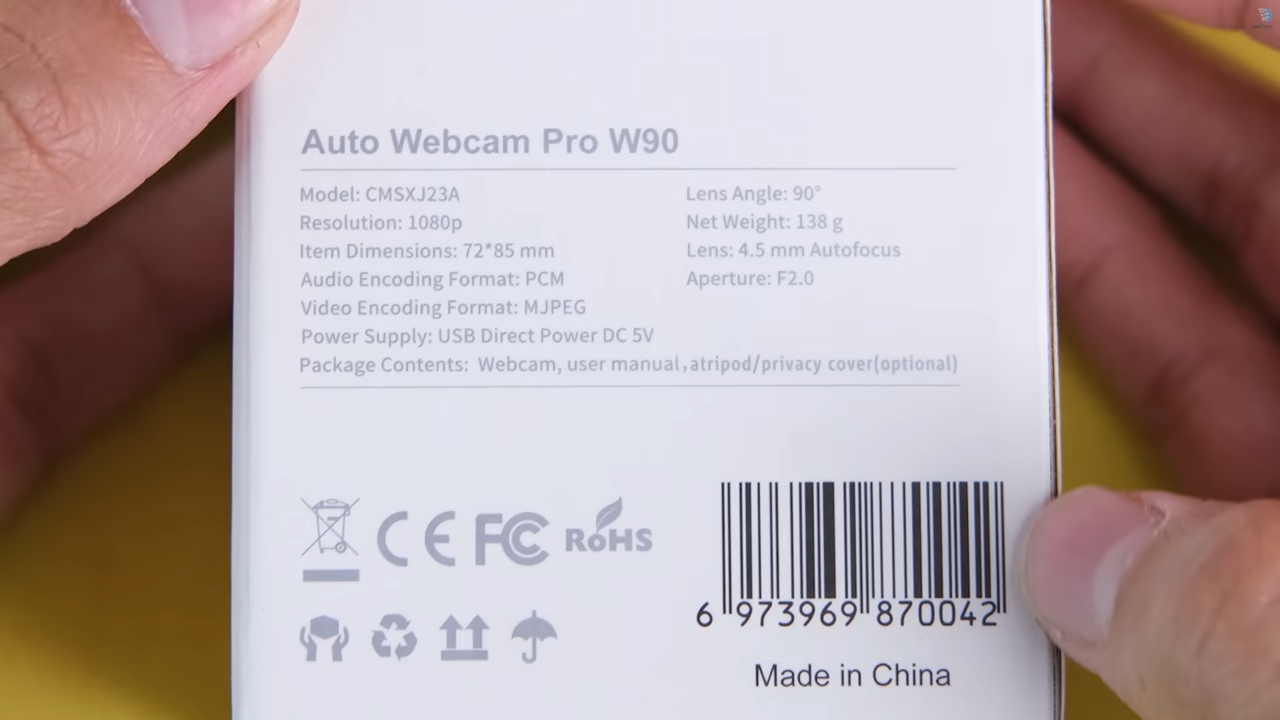 Auto Webcam Pro W90
Model: CMSXJ23A
Resolution: 1080p
Item Dimensions: 72*85 mm
Audio Encoding Format: PCM
Video Encoding Format: MJPEG
Power Supply: USB Direct Power DC 5V
Package Contents: Webcam, user manual,atripod/privacy cover(optional)
Lens Angle: 90°
Net Weight: 138 g
Lens: 4.5 mm Autofocus
Aperture: F2.0
CE FC RoHS
6 973969 870042
Made in China